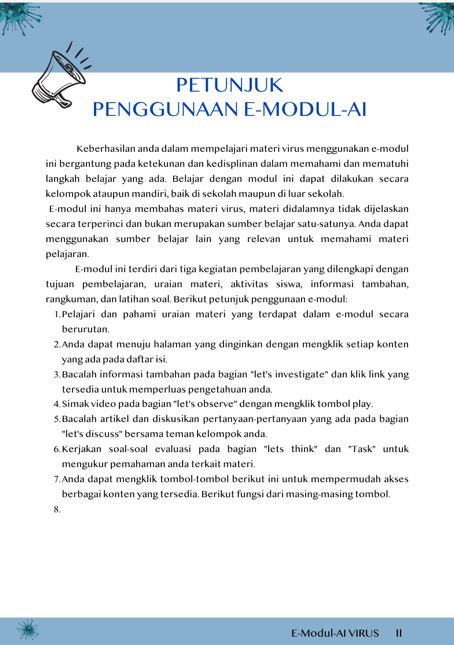 PETUNJUK
PENGGUNAAN E-MODUL-AI
Keberhasilan anda dalam mempelajari materi virus menggunakan e-modul
ini bergantung pada ketekunan dan kedisplinan dalam memahami dan mematuhi
langkah belajar yang ada. Belajar dengan modul ini dapat dilakukan secara
kelompok ataupun mandiri, baik di sekolah maupun di luar sekolah.
E-modul ini hanya membahas materi virus, materi didalamnya tidak dijelaskan
secara terperinci dan bukan merupakan sumber belajar satu-satunya. Anda dapat
menggunakan sumber belajar lain yang relevan untuk memahami materi
pelajaran.
E-modul ini terdiri dari tiga kegiatan pembelajaran yang dilengkapi dengan
tujuan pembelajaran, uraian materi, aktivitas siswa, informasi tambahan,
rangkuman, dan latihan soal. Berikut petunjuk penggunaan e-modul:
1. Pelajari dan pahami uraian materi yang terdapat dalam e-modul secara
berurutan.
2. Anda dapat menuju halaman yang dinginkan dengan mengklik setiap konten
yang ada pada daftar isi.
3. Bacalah informasi tambahan pada bagian "let's investigate" dan klik link yang
tersedia untuk memperluas pengetahuan anda.
4. Simak video pada bagian "let's observe" dengan mengklik tombol play.
5. Bacalah artikel dan diskusikan pertanyaan-pertanyaan yang ada pada bagian
"let's discuss" bersama teman kelompok anda.
6. Kerjakan soal-soal evaluasi pada bagian "lets think" dan "Task" untuk
mengukur pemahaman anda terkait materi.
7. Anda dapat mengklik tombol-tombol berikut ini untuk mempermudah akses
berbagai konten yang tersedia. Berikut fungsi dari masing-masing tombol.
8.
E-Modul-AI VIRUS II